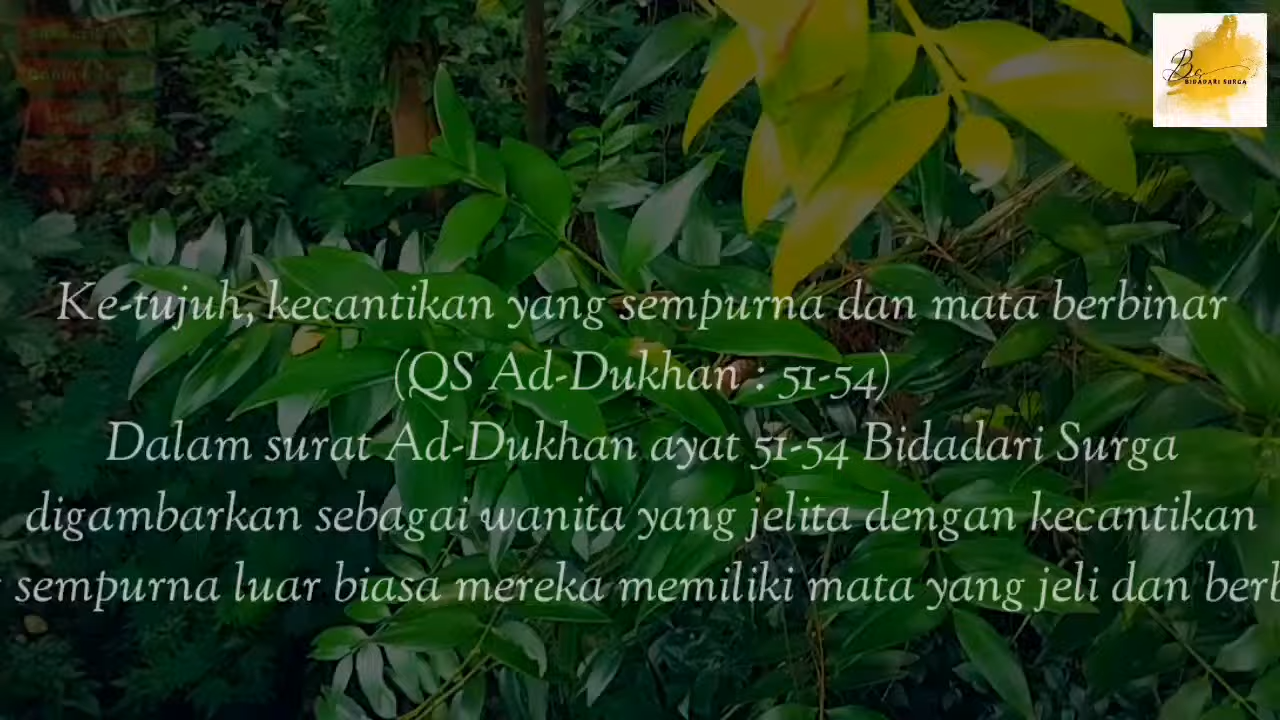 BIDADARI SURGA
Ke-tujuh, kecantikan yang sempurna dan mata berbinar
(QS Ad-Dukhan : 51-54)
Dalam surat Ad-Dukhan ayat 51-54 Bidadari Surga
digambarkan sebagai wanita yang jelita dengan kecantikan
sempurna luar biasa mereka memiliki mata yang jeli dan